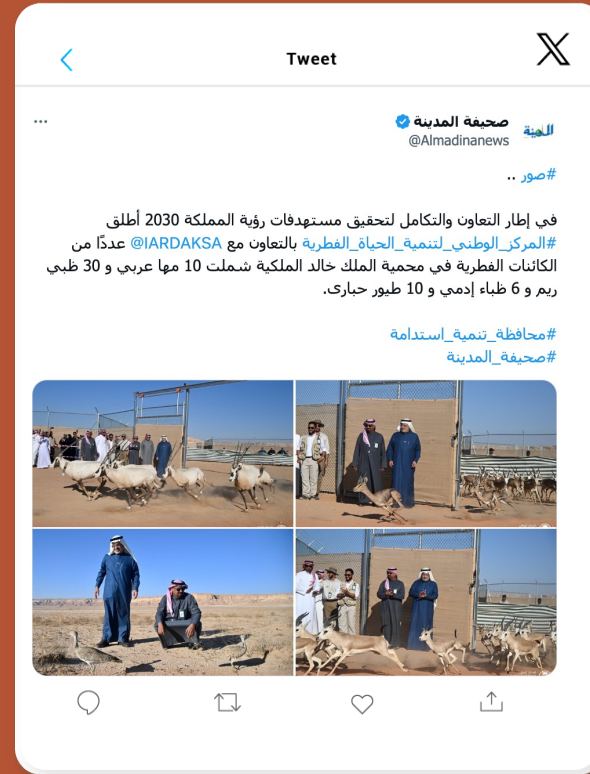 Tweet
صحيفة المدينة
@Almadinanews
#صور ..
في إطار التعاون والتكامل لتحقيق مستهدفات رؤية المملكة 2030 أطلق
#المركز_الوطني_لتنمية_الحياة_الفطرية بالتعاون مع @IARDAKSA عددًا من
الكائنات الفطرية في محمية الملك خالد الملكية شملت 10 مها عربي و 30 ظبي
ريم و 6 ظباء إدمي و 10 طيور حبارى.
#محافظة_تنمية_استدامة
#صحيفة_المدينة